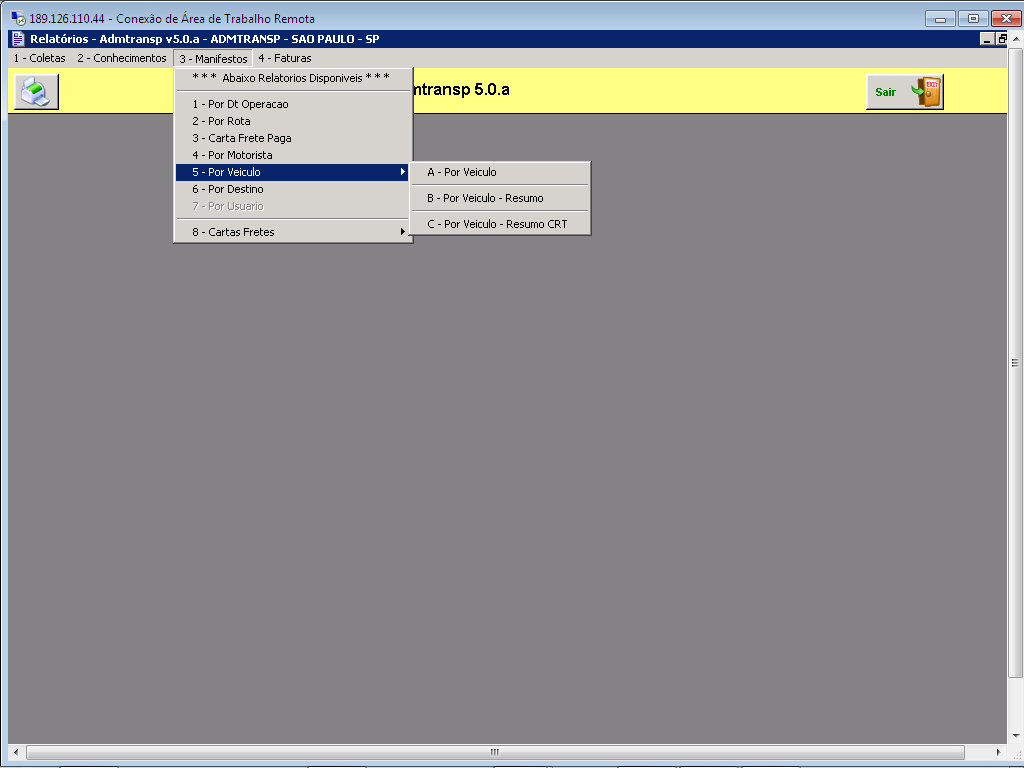 189.126.110.44 - Conexão de Área de Trabalho Remota
Relatórios - Admtransp v5.0.a - ADMTRANSP - SAO PAULO - SP
1 - Coletas 2 - Conhecimentos 3 - Manifestos 4 - Faturas
* * * Abaixo Relatorios Disponiveis * * *
mtransp 5.0.a
Sair
EXIT
1 - Por Dt Operacao
2 - Por Rota
3 - Carta Frete Paga
4 - Por Motorista
5 - Por Veiculo
6 - Por Destino
7 - Por Usuario
8 - Cartas Fretes
A - Por Veiculo
B - Por Veiculo - Resumo
C - Por Veiculo - Resumo CRT